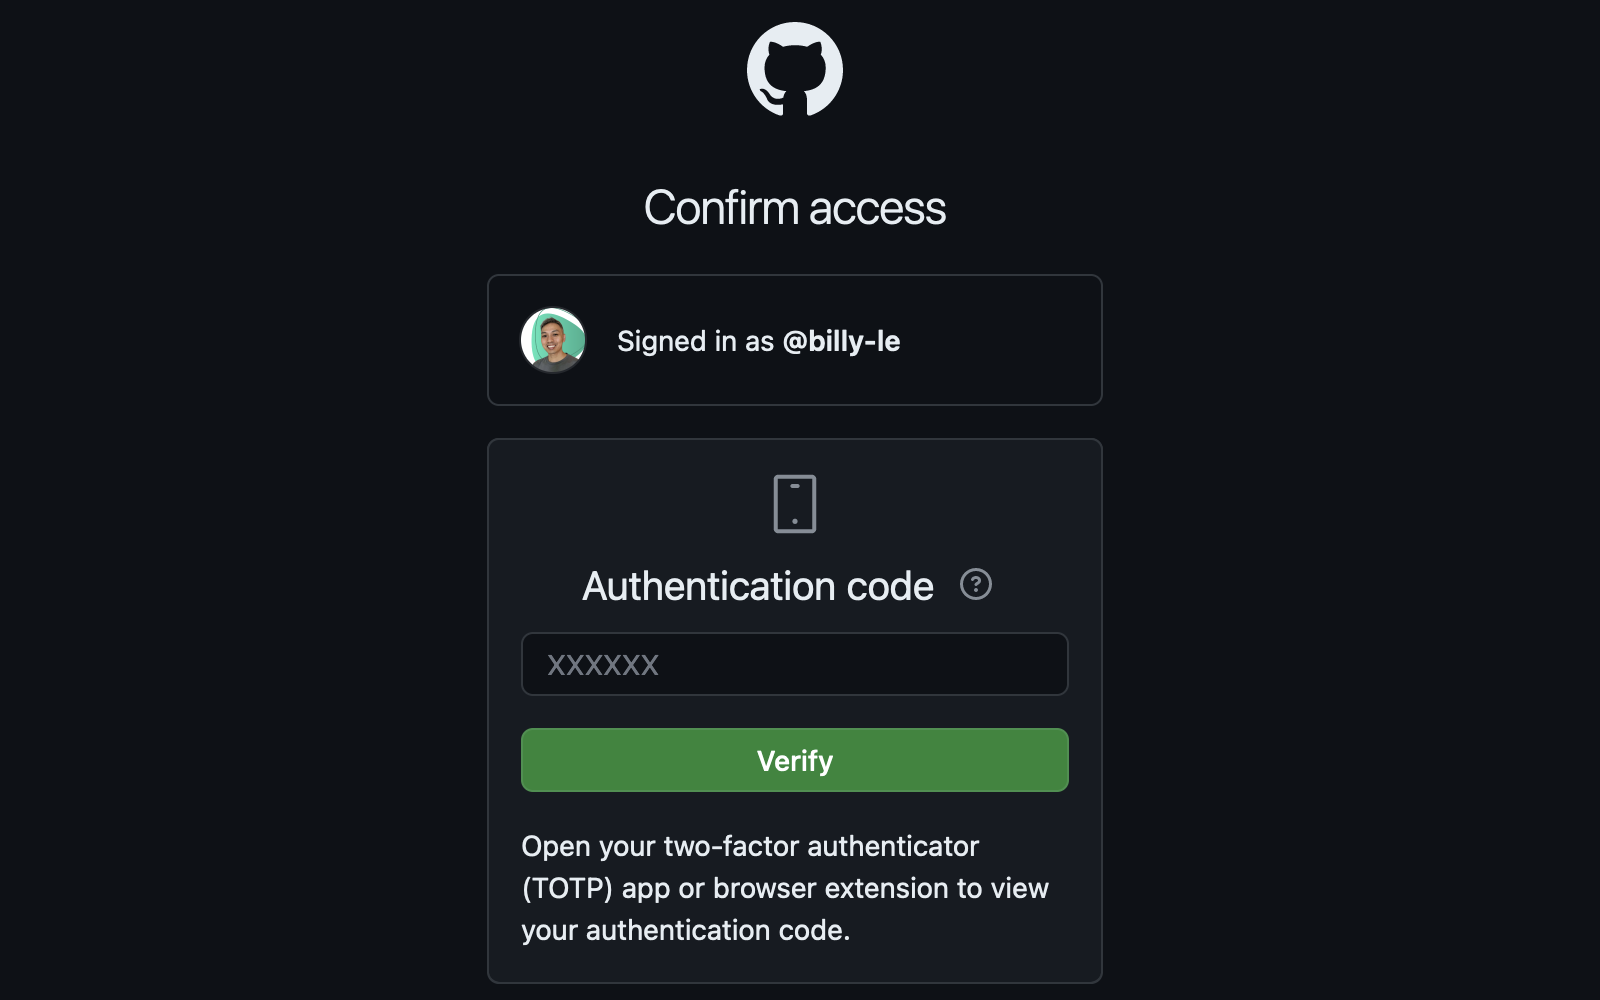 Confirm access
Signed in as @billy-le
Authentication code ?
XXXXXX
Verify
Open your two-factor authenticator
(TOTP) app or browser extension to view
your authentication code.